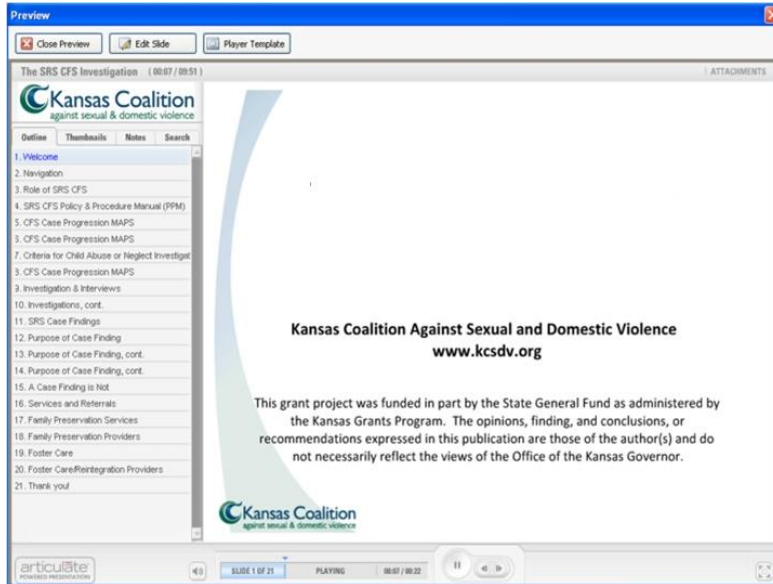 Preview
Close Preview
Edit Slide
Player Template
The SRS CFS Investigation ( 00:07 / 09:51 )
ATTACHMENTS
Kansas Coalition
against sexual & domestic violence
Outline Thumbnails Notes Search
1. Welcome
2. Navigation
3. Role of SRS CFS
4. SRS CFS Policy & Procedure Manual (PPM)
5. CFS Case Progression MAPS
6. CFS Case Progression MAPS
7. Criteria for Child Abuse or Neglect Investigat
8. CFS Case Progression MAPS
9. Investigation & Interviews
10. Investigations, cont.
11. SRS Case Findings
12. Purpose of Case Finding
13. Purpose of Case Finding, cont.
14. Purpose of Case Finding, cont.
15. A Case Finding is Not
16. Services and Referrals
17. Family Preservation Services
18. Family Preservation Providers
19. Foster Care
20. Foster Care/Reintegration Providers
21. Thank you!
Kansas Coalition Against Sexual and Domestic Violence
www.kcsdv.org
This grant project was funded in part by the State General Fund as administered by
the Kansas Grants Program. The opinions, finding, and conclusions, or
recommendations expressed in this publication are those of the author(s) and do
not necessarily reflect the views of the Office of the Kansas Governor.
Kansas Coalition
against sexual & domestic violence
articulate
POWERED PRESENTATION
SLIDE 1 OF 21
PLAYING
00:07 / 00:22